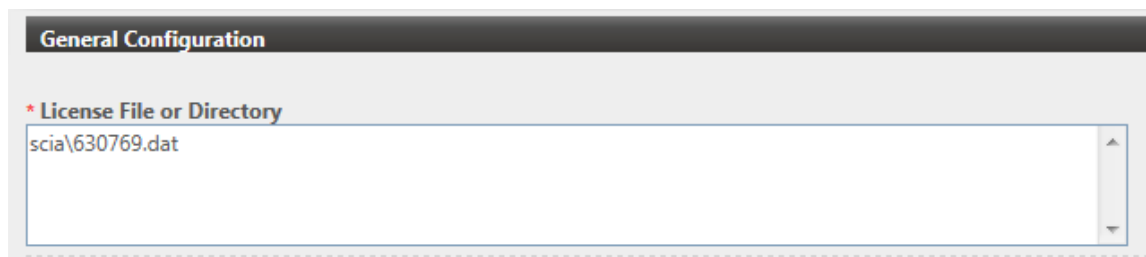 General Configuration
* License File or Directory
scia\630769.dat